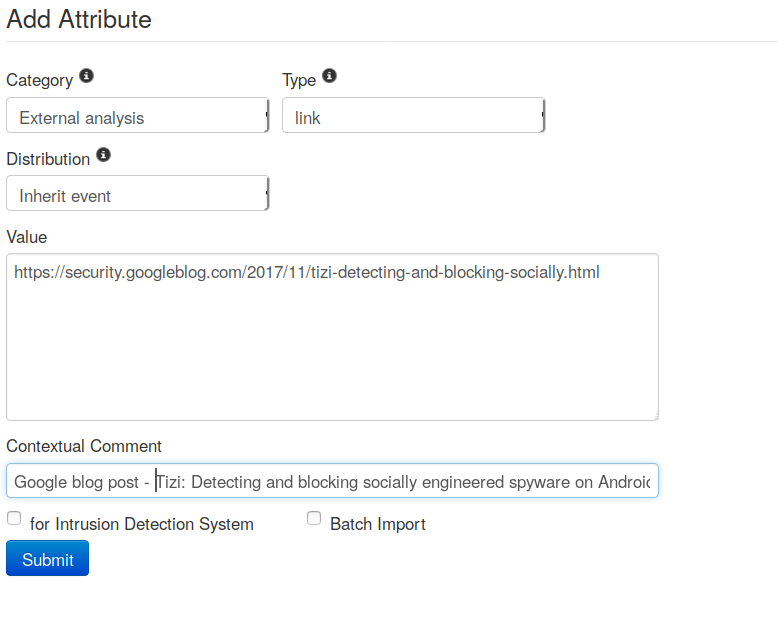 Add Attribute
Category Type
External analysis link
Distribution
Inherit event
Value
https://security.googleblog.com/2017/11/tizi-detecting-and-blocking-socially.html
Contextual Comment
Google blog post - Tizi: Detecting and blocking socially engineered spyware on Android
for Intrusion Detection System Batch Import
Submit